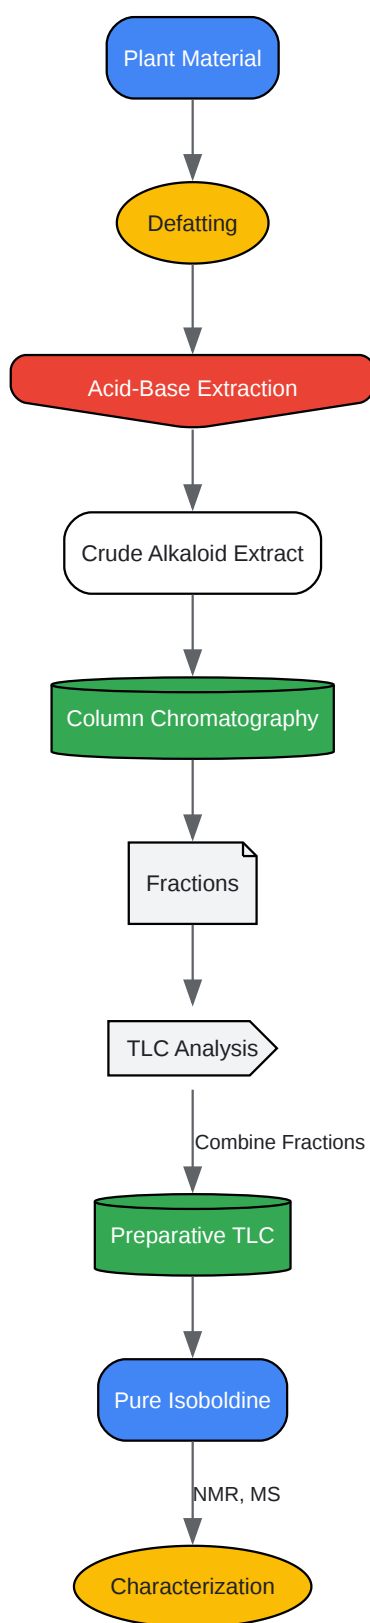 Plant Material
Defatting
Acid-Base Extraction
Crude Alkaloid Extract
Column Chromatography
Fractions
TLC Analysis
Combine Fractions
Preparative TLC
Pure Isoboldine
NMR, MS
Characterization